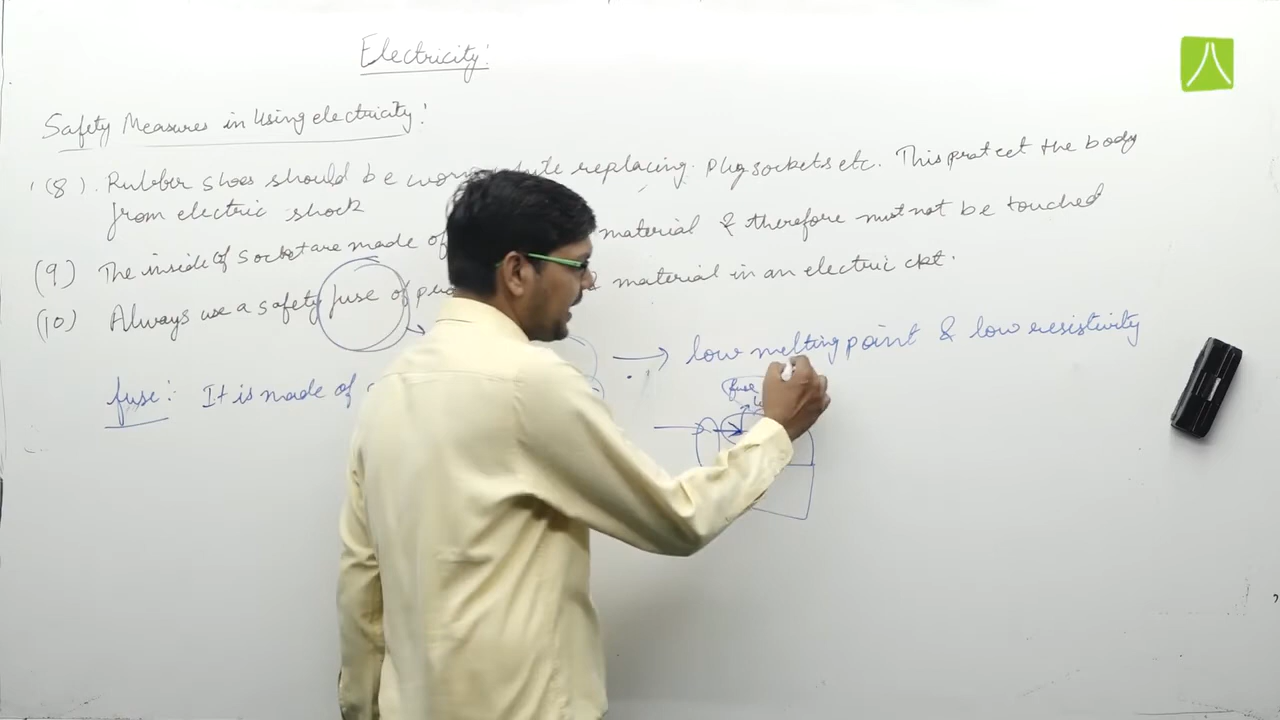 Electricity:
Safety Measures in Using electricity:
(8). Rubber shoes should be replacing plug sockets etc. This protect the body
from electric shock
(9) The inside of socket are made of material & therefore must not be touched
(10) Always use a safety fuse of material in an electric ckt.
fuse: It is made of → low melting point & low resistivity
fuse